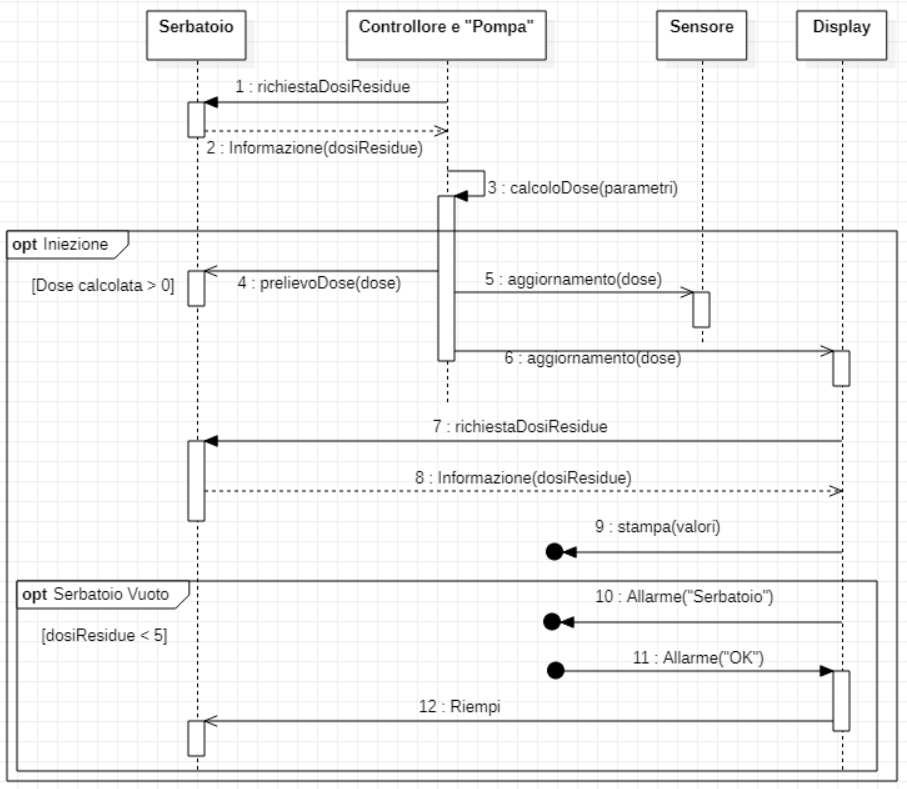 Serbatoio
Controllore e "Pompa"
Sensore
Display
1 : richiestaDosiResidue
2 : Informazione(dosiResidue)
3 : calcoloDose(parametri)
opt Iniezione
[Dose calcolata > 0]
4 : prelievoDose(dose)
5 : aggiornamento(dose)
6 : aggiornamento(dose)
7 : richiestaDosiResidue
8 : Informazione(dosiResidue)
9 : stampa(valori)
opt Serbatoio Vuoto
[dosiResidue < 5]
10 : Allarme("Serbatoio")
11 : Allarme("OK")
12 : Riempi